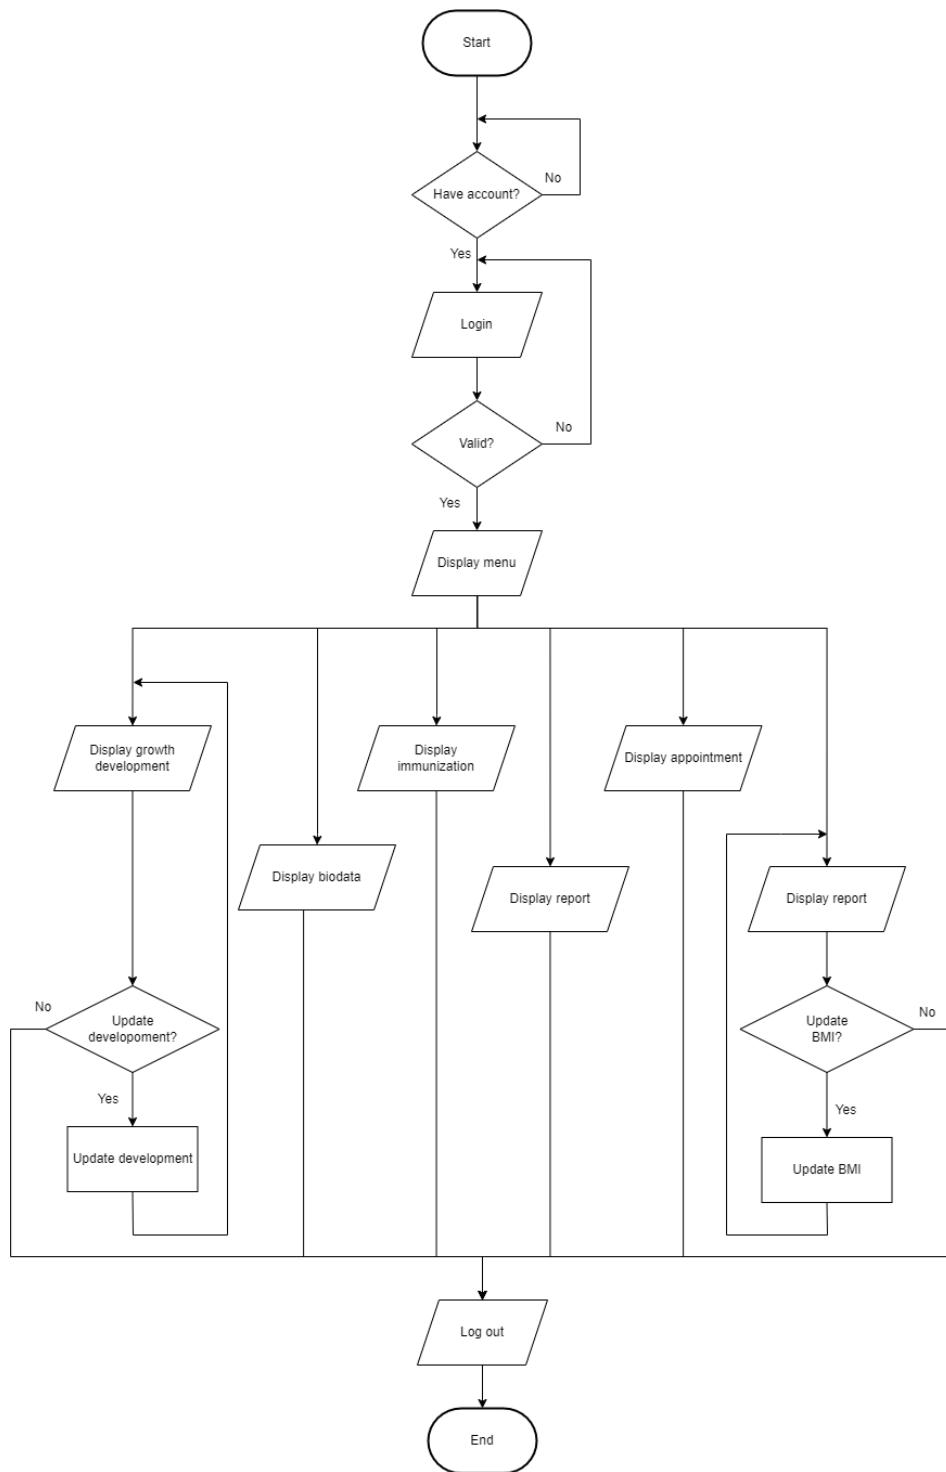 Start
Have account?
No
Yes
Login
Valid?
No
Yes
Display menu
Display growth
development
Display
immunization
Display appointment
Display biodata
Display report
Display report
No
Update
developoment?
Update
BMI?
No
Yes
Yes
Update development
Update BMI
Log out
End